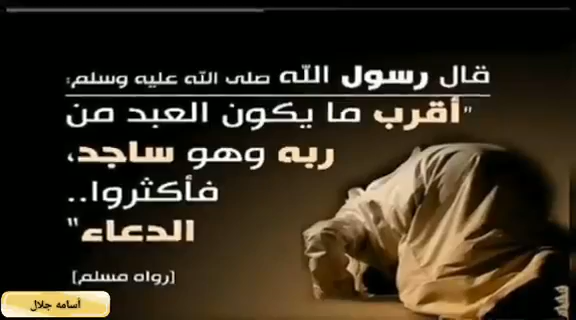 قال رسول الله صلى الله عليه وسلم:
"أقرب ما يكون العبد من
ربه وهو ساجد،
فأكثروا..
الدعاء"
[رواه مسلم]
أسامه جلال